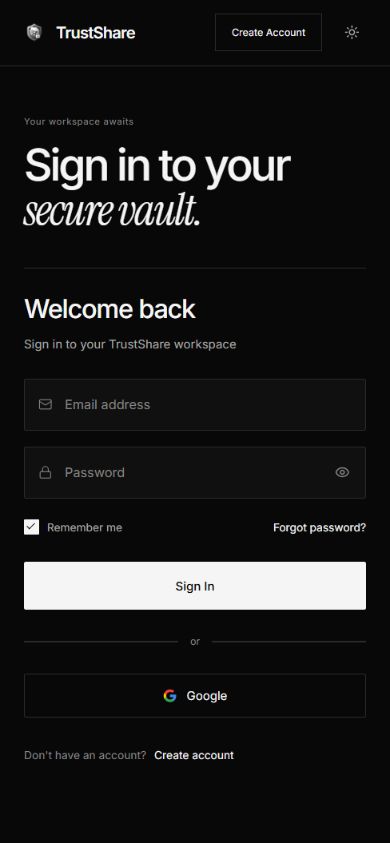 TrustShare
Create Account
Your workspace awaits
Sign in to your
secure vault.
Welcome back
Sign in to your TrustShare workspace
Email address
Password
Remember me
Forgot password?
Sign In
or
Google
Don't have an account? Create account